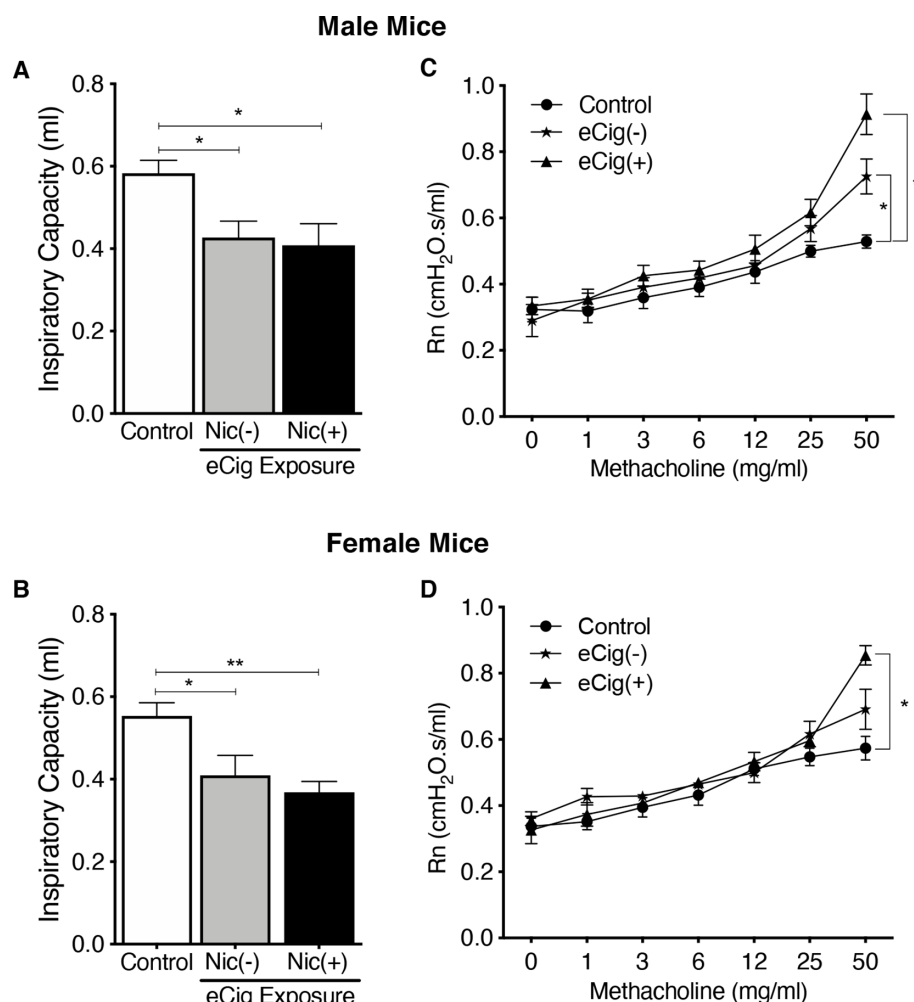 Male Mice
A
Inspiratory Capacity (ml)
0.8
0.6
0.4
0.2
0.0
*
*
Control
Nic(-)
Nic(+)
eCig Exposure
C
Rn (cmH2O.s/ml)
1.0
0.8
0.6
0.4
0.2
0.0
Control
eCig(-)
eCig(+)
*
0 1 3 6 12 25 50
Methacholine (mg/ml)
Female Mice
B
Inspiratory Capacity (ml)
0.8
0.6
0.4
0.2
0.0
**
*
Control
Nic(-)
Nic(+)
eCig Exposure
D
Rn (cmH2O.s/ml)
1.0
0.8
0.6
0.4
0.2
0.0
Control
eCig(-)
eCig(+)
*
0 1 3 6 12 25 50
Methacholine (mg/ml)